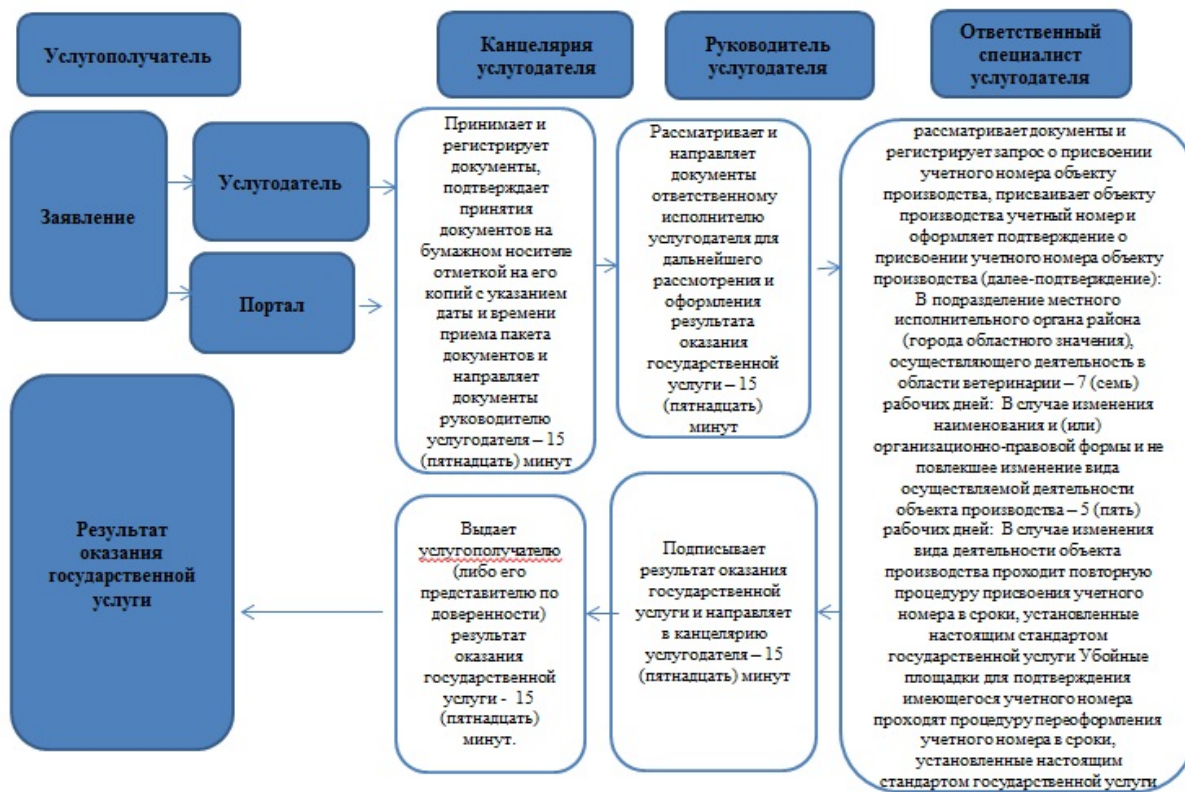 Услугополучатель
Канцелярия
услугодателя
Руководитель
услугодателя
Ответственный
специалист
услугодателя
Заявление
Услугодатель
Портал
Принимает и
регистрирует
документы,
подтверждает
принятия
документов на
бумажном носителе
отметкой на его
копий с указанием
даты и времени
приема пакета
документов и
направляет
документы
руководителю
услугодателя – 15
(пятнадцать) минут
Рассматривает и
направляет
документы
ответственному
исполнителю
услугодателя для
дальнейшего
рассмотрения и
оформления
результата
оказания
государственной
услуги – 15
(пятнадцать)
минут
рассматривает документы и
регистрирует запрос о присвоении
учетного номера объекту
производства, присваивает объекту
производства учетный номер и
оформляет подтверждение о
присвоении учетного номера объекту
производства (далее-подтверждение):
В подразделение местного
исполнительного органа района
(города областного значения),
осуществляющего деятельность в
области ветеринарии – 7 (семь)
рабочих дней: В случае изменения
наименования и (или)
организационно-правовой формы и не
повлекшее изменение вида
осуществляемой деятельности
объекта производства – 5 (пять)
рабочих дней: В случае изменения
вида деятельности объекта
производства проходит повторную
процедуру присвоения учетного
номера в сроки, установленные
настоящим стандартом
государственной услуги Убойные
площадки для подтверждения
имеющегося учетного номера
проходят процедуру переоформления
учетного номера в сроки,
установленные настоящим
стандартом государственной услуги
Подписывает
результат оказания
государственной
услуги и направляет
в канцелярию
услугодателя – 15
(пятнадцать) минут
Выдает
услугополучателю
(либо его
представителю по
доверенности)
результат
оказания
государственной
услуги - 15
(пятнадцать)
минут.
Результат
оказания
государственной
услуги